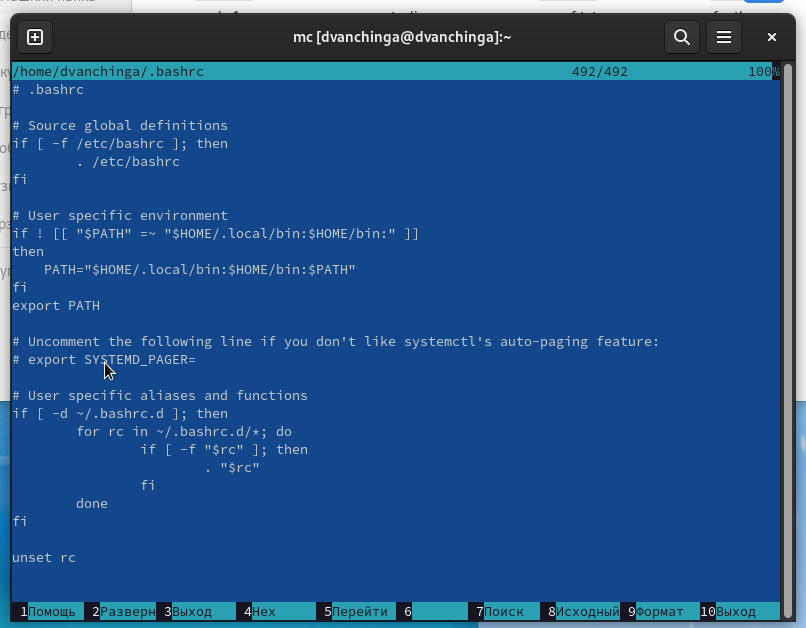 mc [dvanchinga@dvanchinga]:~
/home/dvanchinga/.bashrc 492/492 100%
# .bashrc
# Source global definitions
if [ -f /etc/bashrc ]; then
        . /etc/bashrc
fi
# User specific environment
if ! [[ "$PATH" =~ "$HOME/.local/bin:$HOME/bin:" ]]
then
    PATH="$HOME/.local/bin:$HOME/bin:$PATH"
fi
export PATH
# Uncomment the following line if you don't like systemctl's auto-paging feature:
# export SYSTEMD_PAGER=
# User specific aliases and functions
if [ -d ~/.bashrc.d ]; then
        for rc in ~/.bashrc.d/*; do
                if [ -f "$rc" ]; then
                        . "$rc"
                fi
        done
fi
unset rc
1Помощь 2Разверн 3Выход 4Hex 5Перейти 6 7Поиск 8Исходный 9Формат 10Выход